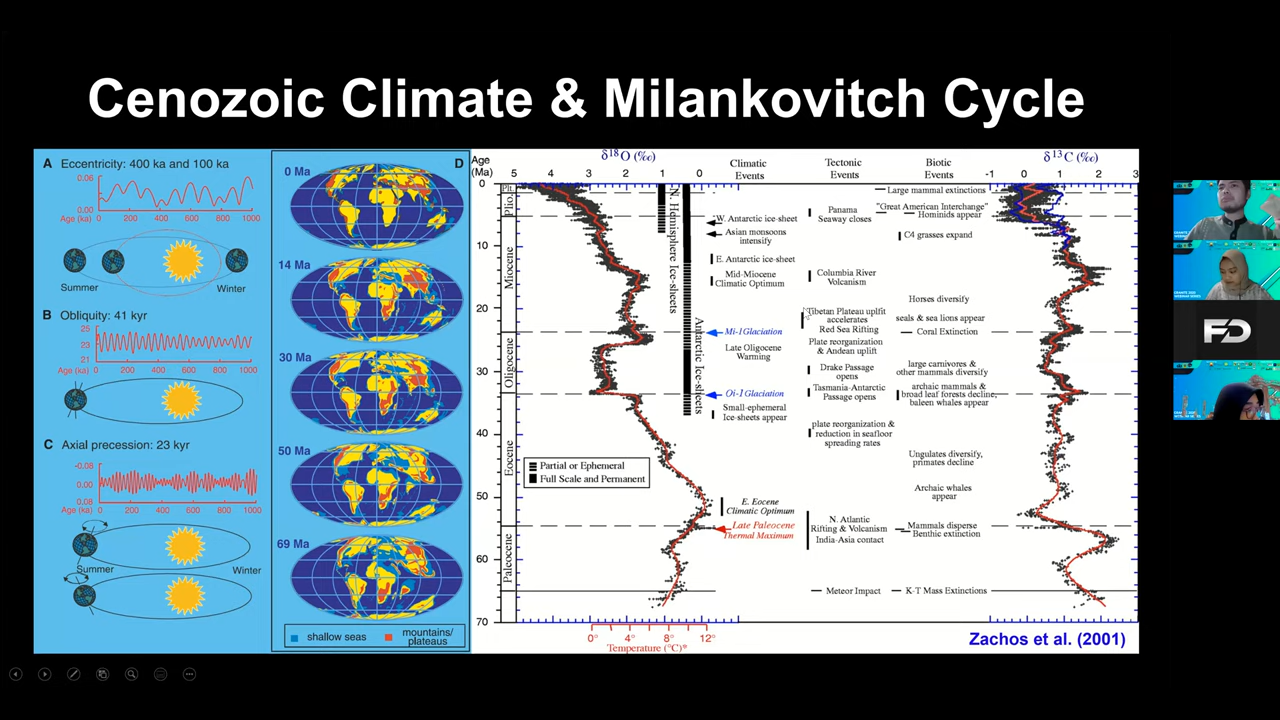 Cenozoic Climate & Milankovitch Cycle
A Eccentricity: 400 ka and 100 ka
0.06
0.00
Age (ka) 0 200 400 600 800 1000
Summer
Winter
B Obliquity: 41 kyr
25
23
21
Age (ka) 0 200 400 600 800 1000
C Axial precession: 23 kyr
-0.08
0.00
0.08
Age (ka) 0 200 400 600 800 1000
Summer
Winter
D
0 Ma
14 Ma
30 Ma
50 Ma
69 Ma
shallow seas
mountains/
plateaus
Age
(Ma)
δ18O (‰)
5 4 3 2 1 0
Climatic
Events
Tectonic
Events
Biotic
Events
δ13C (‰)
-1 0 1 2 3
0
10
20
30
40
50
60
70
Plt.
Plio.
Miocene
Oligocene
Eocene
Paleocene
N. Hemisphere Ice-sheets
Antarctic Ice-sheets
Partial or Ephemeral
Full Scale and Permanent
W. Antarctic ice-sheet
Asian monsoons
intensify
E. Antarctic ice-sheet
Mid-Miocene
Climatic Optimum
Mi-1 Glaciation
Late Oligocene
Warming
Oi-1 Glaciation
Small-ephemeral
Ice-sheets appear
E. Eocene
Climatic Optimum
Late Paleocene
Thermal Maximum
Panama
Seaway closes
Columbia River
Volcanism
Tibetan Plateau uplift
accelerates
Red Sea Rifting
Plate reorganization
& Andean uplift
Drake Passage
opens
Tasmania-Antarctic
Passage opens
plate reorganization &
reduction in seafloor
spreading rates
N. Atlantic
Rifting & Volcanism
India-Asia contact
Meteor Impact
Large mammal extinctions
"Great American Interchange"
Hominids appear
C4 grasses expand
Horses diversify
seals & sea lions appear
Coral Extinction
large carnivores &
other mammals diversify
archaic mammals &
broad leaf forests decline,
baleen whales appear
Ungulates diversify,
primates decline
Archaic whales
appear
Mammals disperse
Benthic extinction
K-T Mass Extinctions
0° 4° 8° 12°
Temperature (°C)*
Zachos et al. (2001)
FD